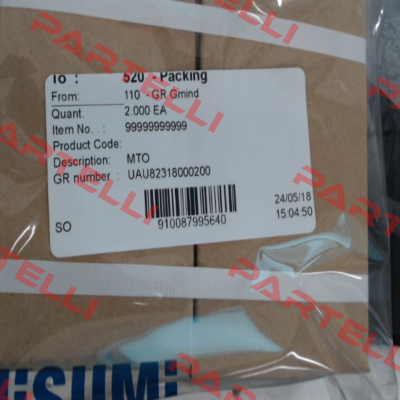 To : 520 - Packing
From: 110 - GR Gmind
Quant. 2.000 EA
Item No. . : 99999999999
Product Code:
Description: MTO
GR number : UAU82318000200
24/05/18
15:04:50
SO
910087995640
PARTELLI
PARTELLI
PARTELLI
PARTELLI